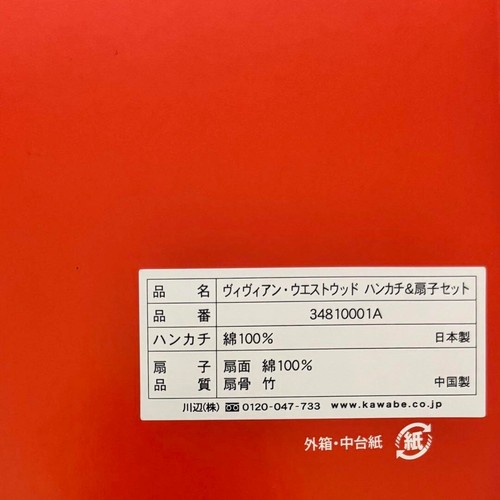 品 名 ヴィヴィアン・ウエストウッド ハンカチ&扇子セット
品 番 34810001A
ハンカチ 綿100% 日本製
扇 子 扇面 綿100%
品 質 扇骨 竹 中国製
川辺(株) 0120-047-733 www.kawabe.co.jp
外箱・中台紙 紙